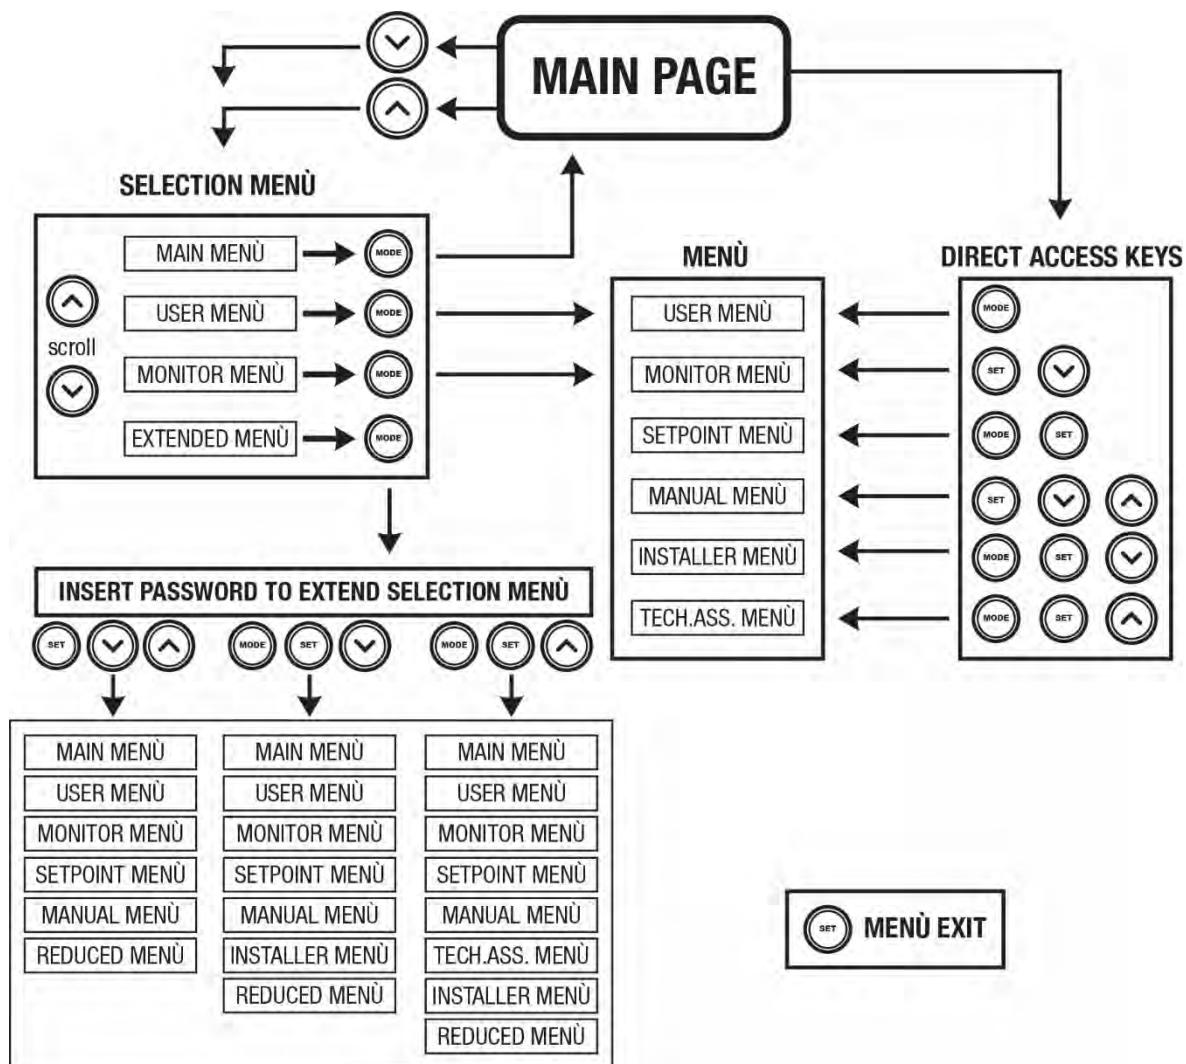 MAIN PAGE
SELECTION MENÙ
MAIN MENÙ MODE
USER MENÙ MODE
scroll
MONITOR MENÙ MODE
EXTENDED MENÙ MODE
MENÙ
USER MENÙ
MONITOR MENÙ
SETPOINT MENÙ
MANUAL MENÙ
INSTALLER MENÙ
TECH.ASS. MENÙ
DIRECT ACCESS KEYS
MODE
SET
MODE SET
SET
MODE SET
MODE SET
INSERT PASSWORD TO EXTEND SELECTION MENÙ
SET MODE SET MODE SET
MAIN MENÙ
USER MENÙ
MONITOR MENÙ
SETPOINT MENÙ
MANUAL MENÙ
REDUCED MENÙ
MAIN MENÙ
USER MENÙ
MONITOR MENÙ
SETPOINT MENÙ
MANUAL MENÙ
INSTALLER MENÙ
REDUCED MENÙ
MAIN MENÙ
USER MENÙ
MONITOR MENÙ
SETPOINT MENÙ
MANUAL MENÙ
TECH.ASS. MENÙ
INSTALLER MENÙ
REDUCED MENÙ
SET MENÙ EXIT